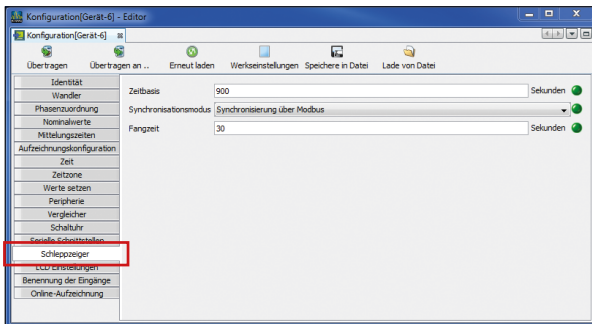 Konfiguration[Gerät-6] - Editor
Konfiguration[Gerät-6]
Übertragen Übertragen an .. Erneut laden Werkseinstellungen Speichere in Datei Lade von Datei
Identität
Wandler
Phasenzuordnung
Nominalwerte
Mittelungszeiten
Aufzeichnungskonfiguration
Zeit
Zeitzone
Werte setzen
Peripherie
Vergleicher
Schaltuhr
Serielle Schnittstellen
Schleppzeiger
LCD Einstellungen
Benennung der Eingänge
Online-Aufzeichnung
Zeitbasis 900 Sekunden
Synchronisationsmodus Synchronisierung über Modbus
Fangzeit 30 Sekunden